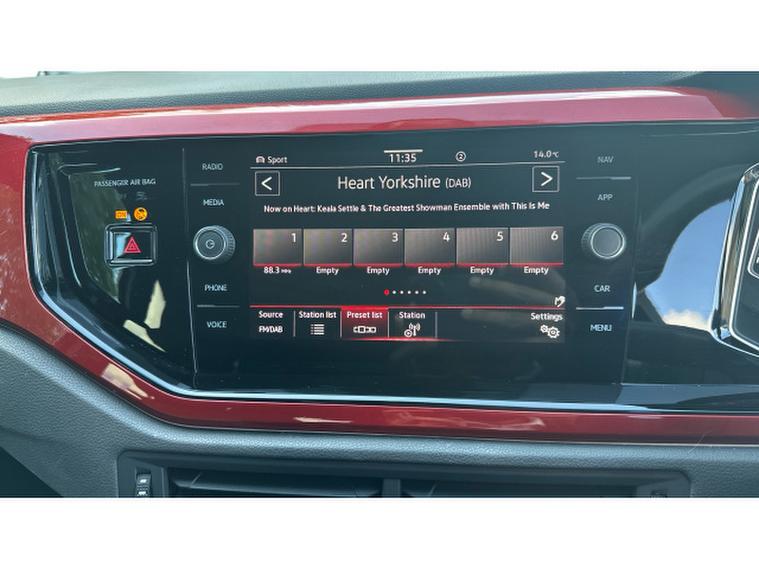 PASSENGER AIR BAG
RADIO
MEDIA
PHONE
VOICE
Sport
11:35
2
14.0°C
< Heart Yorkshire (DAB) >
Now on Heart: Keala Settle & The Greatest Showman Ensemble with This Is Me
1 2 3 4 5 6
88.3 MHz Empty Empty Empty Empty Empty
Source Station list Preset list Station Settings
FM/DAB
NAV
APP
CAR
MENU